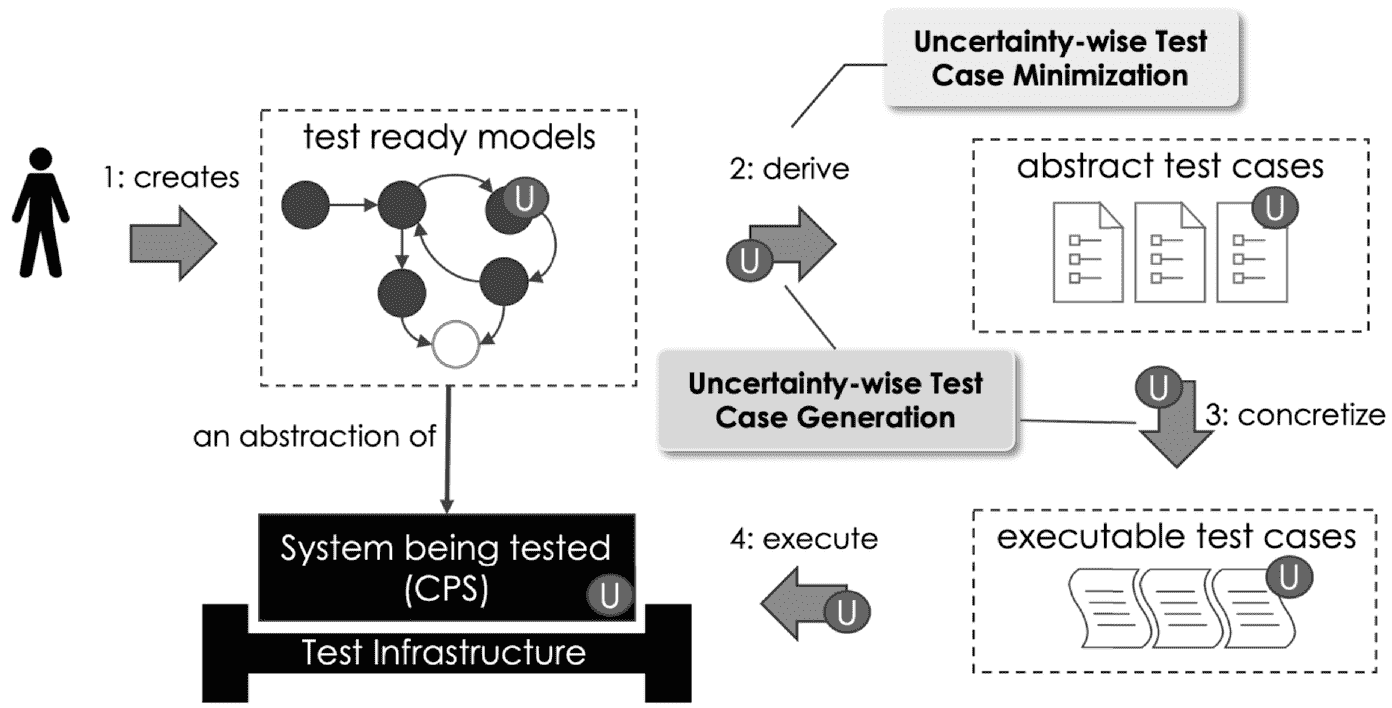 Uncertainty-wise Test
Case Minimization
1: creates
test ready models
U
2: derive
U
abstract test cases
U
Uncertainty-wise Test
Case Generation
U
3: concretize
an abstraction of
System being tested
(CPS)
U
Test Infrastructure
4: execute
U
executable test cases
U